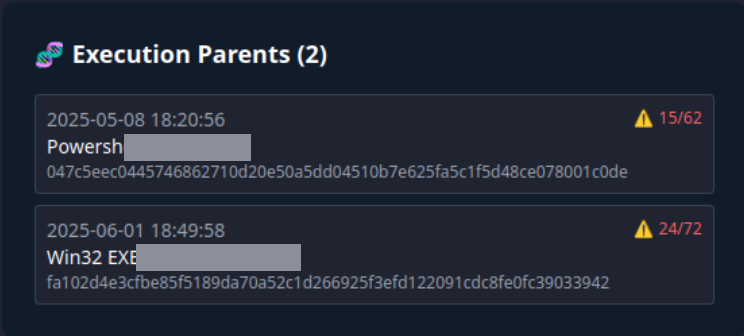 Execution Parents (2)
2025-05-08 18:20:56
15/62
Powersh
047c5eec0445746862710d20e50a5dd04510b7e625fa5c1f5d48ce078001c0de
2025-06-01 18:49:58
24/72
Win32 EXE
fa102d4e3cfbe85f5189da70a52c1d266925f3efd122091cdc8fe0fc39033942